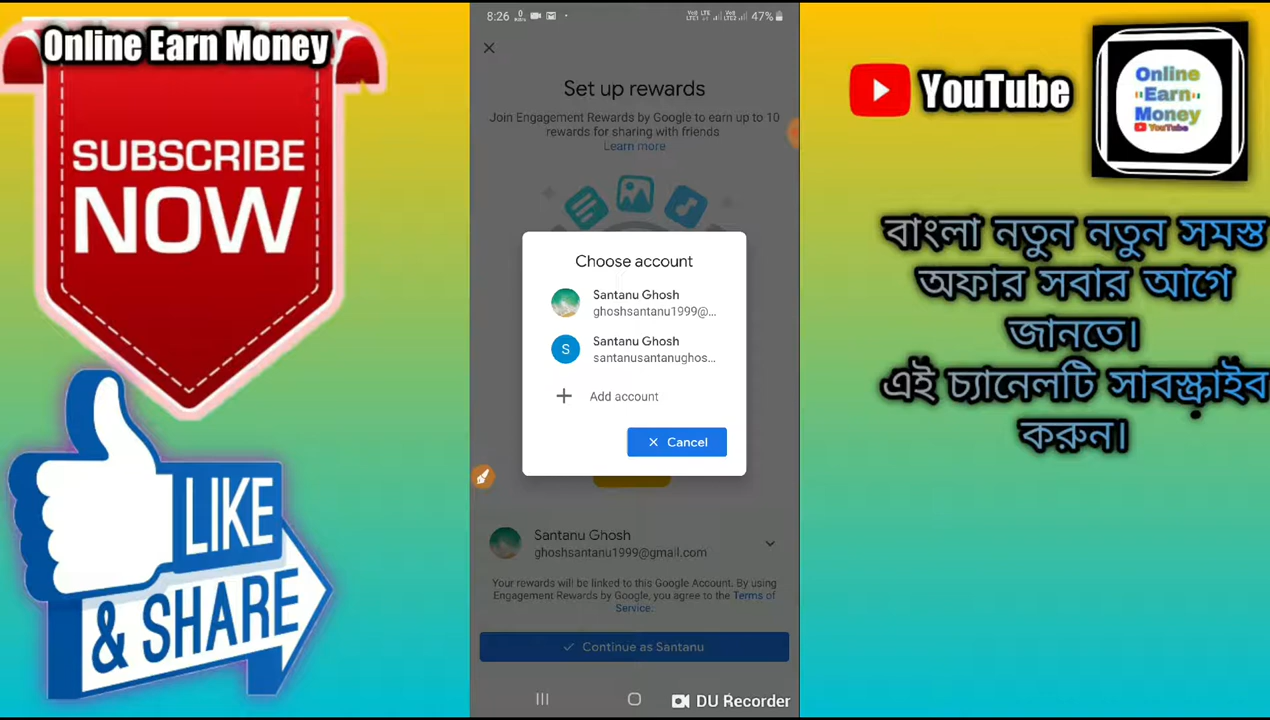 Online Earn Money
SUBSCRIBE
NOW
LIKE
& SHARE
8:26
47%
Set up rewards
Join Engagement Rewards by Google to earn up to 10
rewards for sharing with friends
Learn more
Choose account
Santanu Ghosh
ghoshsantanu1999@...
S
Santanu Ghosh
santanusantanughos...
Add account
Cancel
Santanu Ghosh
ghoshsantanu1999@gmail.com
Your rewards will be linked to this Google Account. By using
Engagement Rewards by Google, you agree to the Terms of
Service.
Continue as Santanu
DU Recorder
YouTube
Online
Earn
Money
YouTube
বাংলা নতুন নতুন সমস্ত
অফার সবার আগে
জানতে।
এই চ্যানেলটি সাবস্ক্রাইব
করুন।